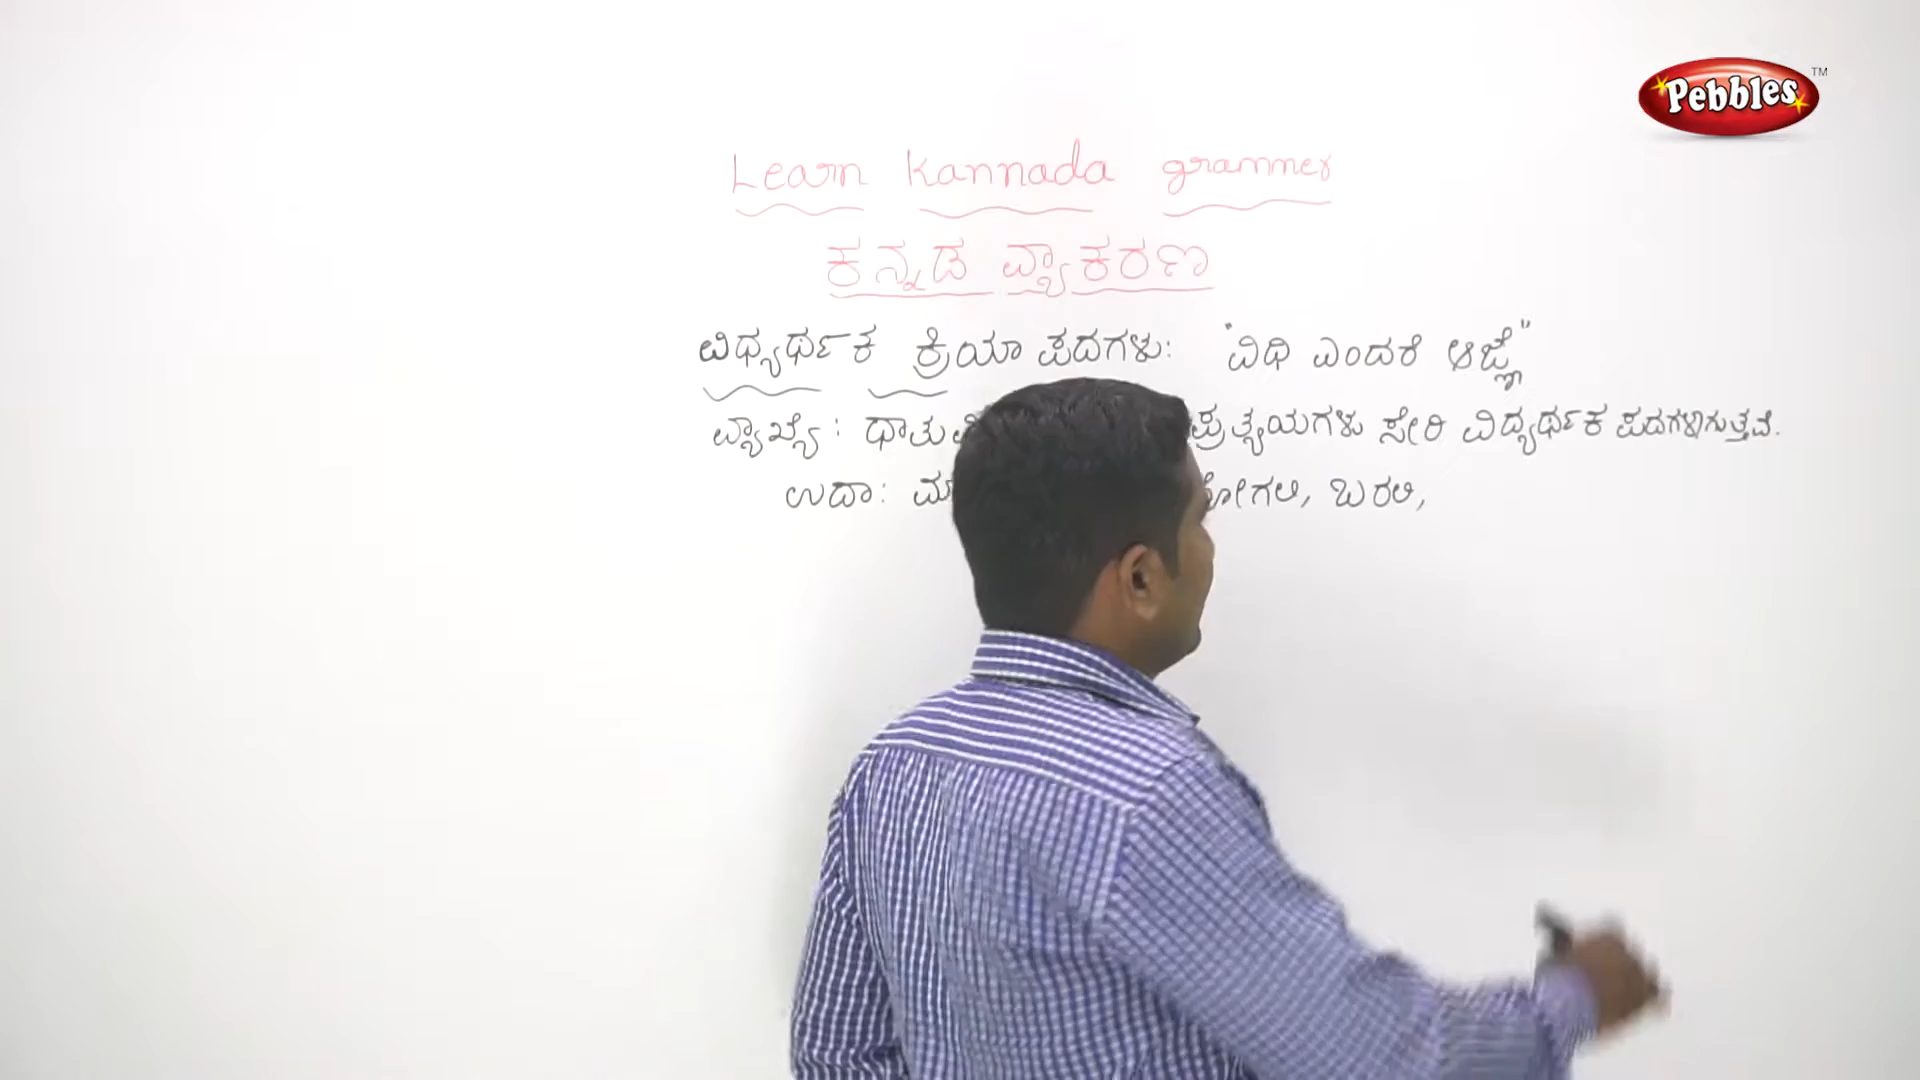 Pebbles TM
Learn Kannada grammer
ಕನ್ನಡ ವ್ಯಾಕರಣ
ವಿಧ್ಯರ್ಥಕ ಕ್ರಿಯಾ ಪದಗಳು: "ವಿಧಿ ಎಂದರೆ ಆಜ್ಞೆ"
ವ್ಯಾಖ್ಯೆ: ಧಾತು ಪ್ರತ್ಯಯಗಳು ಸೇರಿ ವಿದ್ಯರ್ಥಕ ಪದಗಳಾಗುತ್ತವೆ.
ಉದಾ: ಬರಲಿ,